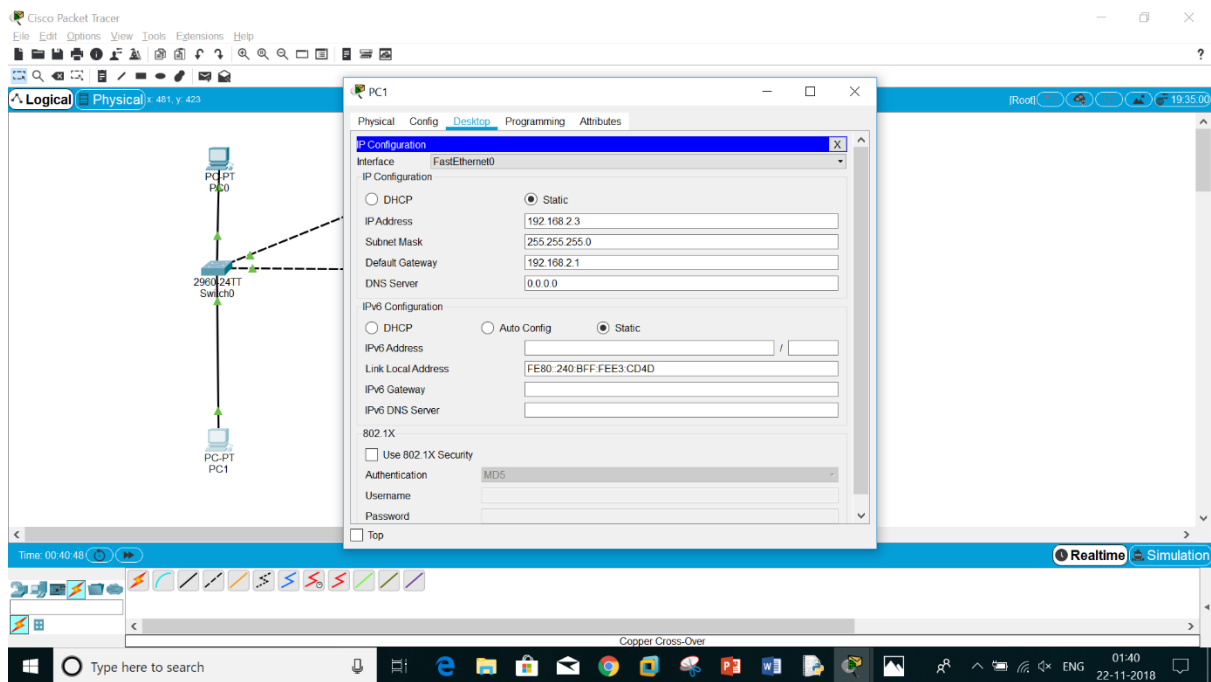 Cisco Packet Tracer
File Edit Options View Tools Extensions Help
?
Logical Physical x: 481, y: 423
[Root] 19:35:00
PC1
Physical Config Desktop Programming Attributes
IP Configuration X
Interface FastEthernet0
IP Configuration
DHCP Static
IP Address 192.168.2.3
Subnet Mask 255.255.255.0
Default Gateway 192.168.2.1
DNS Server 0.0.0.0
IPv6 Configuration
DHCP Auto Config Static
IPv6 Address /
Link Local Address FE80::240:BFF:FEE3:CD4D
IPv6 Gateway
IPv6 DNS Server
802.1X
Use 802.1X Security
Authentication MD5
Username
Password
Top
PC-PT
PC0
2960-24TT
Switch0
PC-PT
PC1
Time: 00:40:48
Realtime Simulation
Copper Cross-Over
Type here to search
ENG
01:40
22-11-2018